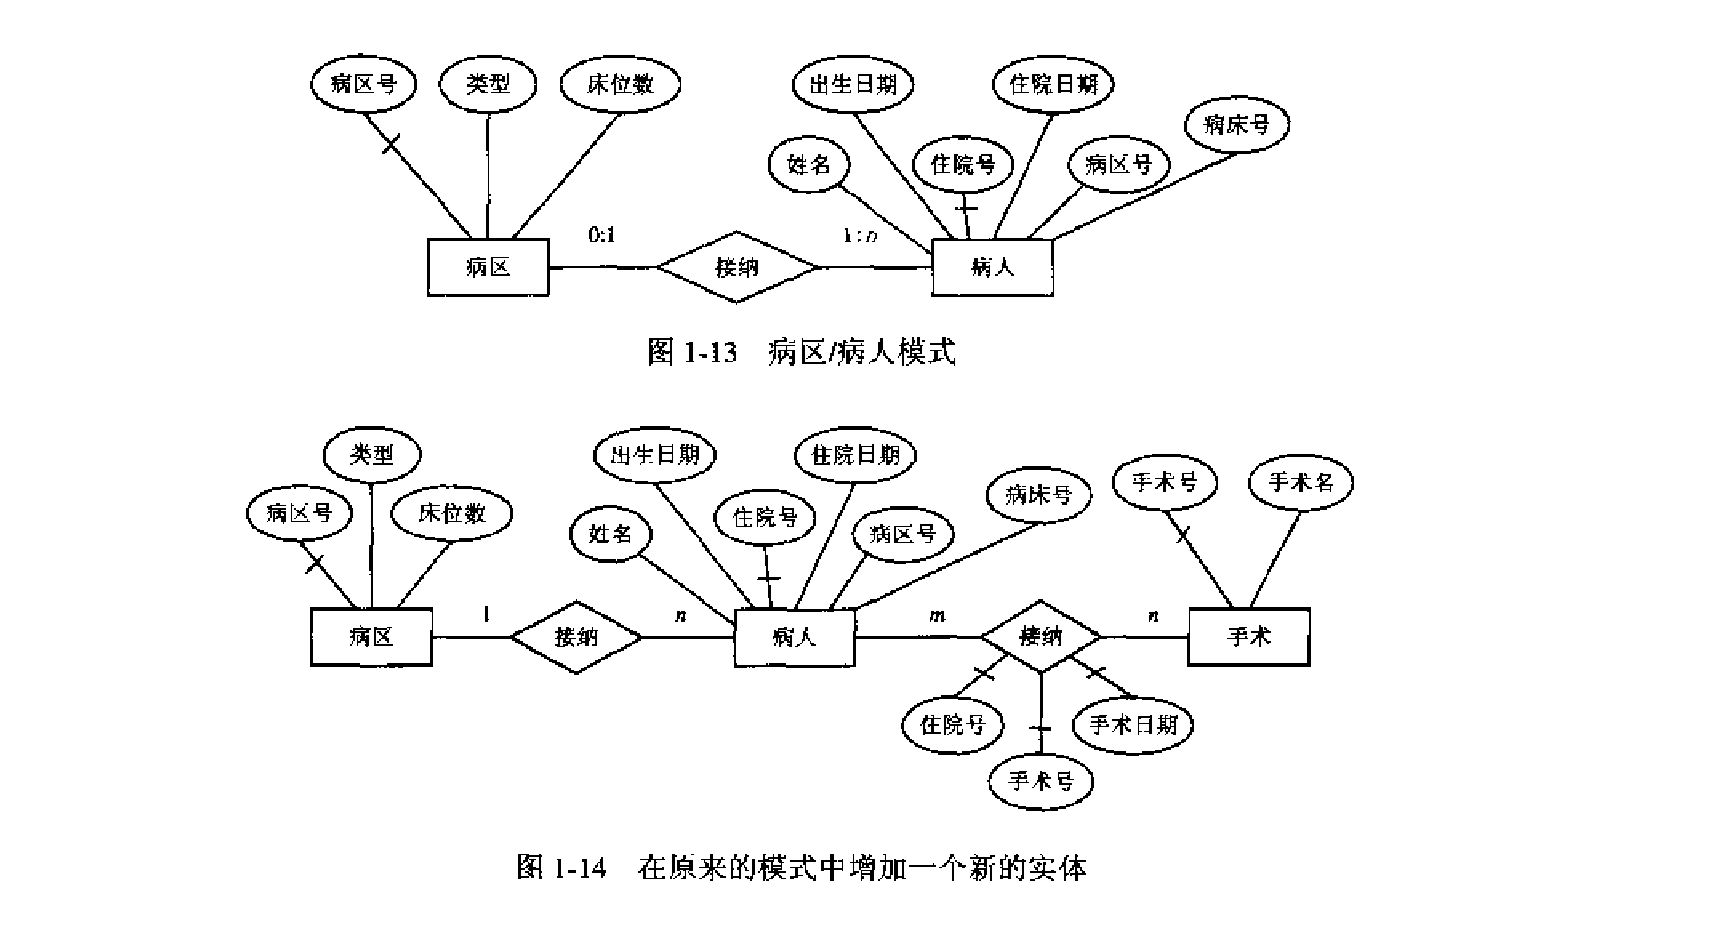 病区号 类型 床位数 出生日期 住院日期 病床号
姓名 住院号 病区号
0:1 1:n
病区 接纳 病人
图 1-13 病区/病人模式
类型 出生日期 住院日期
病区号 床位数 姓名 住院号 病区号 病床号 手术号 手术名
1 n m n
病区 接纳 病人 接纳 手术
住院号 手术日期
手术号
图 1-14 在原来的模式中增加一个新的实体